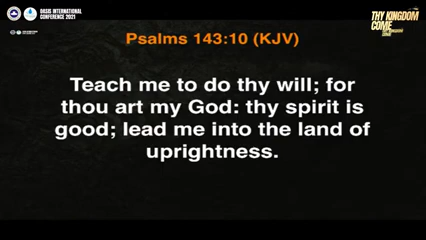 OASIS INTERNATIONAL
CONFERENCE 2021
THY KINGDOM
COME
Psalms 143:10 (KJV)
Teach me to do thy will; for
thou art my God: thy spirit is
good; lead me into the land of
uprightness.